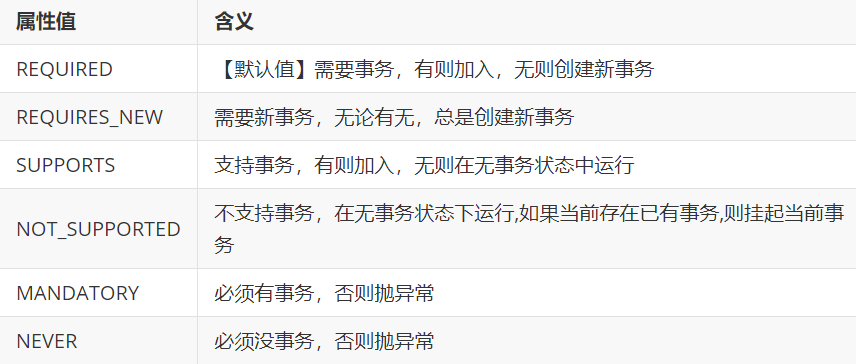 属性值 含义
REQUIRED 【默认值】需要事务，有则加入，无则创建新事务
REQUIRES_NEW 需要新事务，无论有无，总是创建新事务
SUPPORTS 支持事务，有则加入，无则在无事务状态中运行
NOT_SUPPORTED 不支持事务，在无事务状态下运行,如果当前存在已有事务,则挂起当前事
务
MANDATORY 必须有事务，否则抛异常
NEVER 必须没事务，否则抛异常